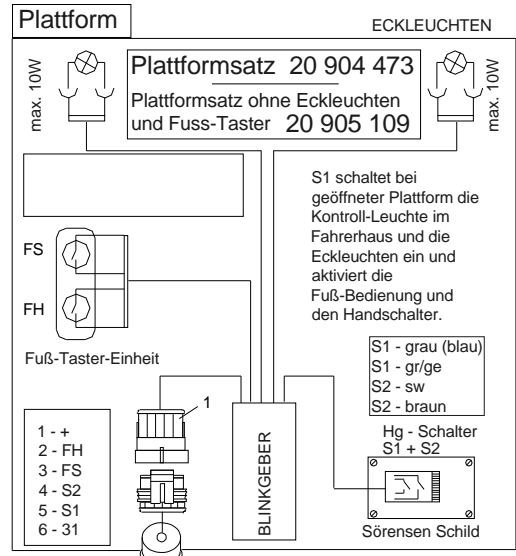 Plattform
ECKLEUCHTEN
max. 10W
Plattformsatz 20 904 473
Plattformsatz ohne Eckleuchten
und Fuss-Taster 20 905 109
max. 10W
S1 schaltet bei
geöffneter Plattform die
Kontroll-Leuchte im
Fahrerhaus und die
Eckleuchten ein und
aktiviert die
Fuß-Bedienung und
den Handschalter.
FS
FH
Fuß-Taster-Einheit
S1 - grau (blau)
S1 - gr/ge
S2 - sw
S2 - braun
1
1 - +
2 - FH
3 - FS
4 - S2
5 - S1
6 - 31
BLINKGEBER
Hg - Schalter
S1 + S2
Sörensen Schild